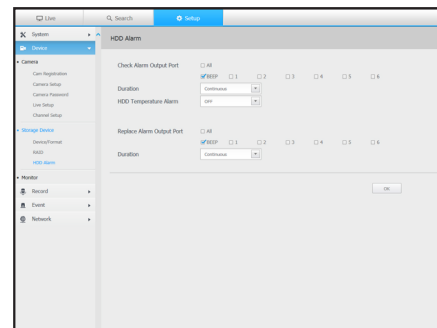 Live
Search
Setup
System
Device
Camera
Cam Registration
Camera Setup
Camera Password
Live Setup
Channel Setup
Storage Device
Device/Format
RAID
HDD Alarm
Monitor
Record
Event
Network
HDD Alarm
Check Alarm Output Port
All
BEEP 1 2 3 4 5 6
Duration Continuous
HDD Temperature Alarm OFF
Replace Alarm Output Port
All
BEEP 1 2 3 4 5 6
Duration Continuous
OK